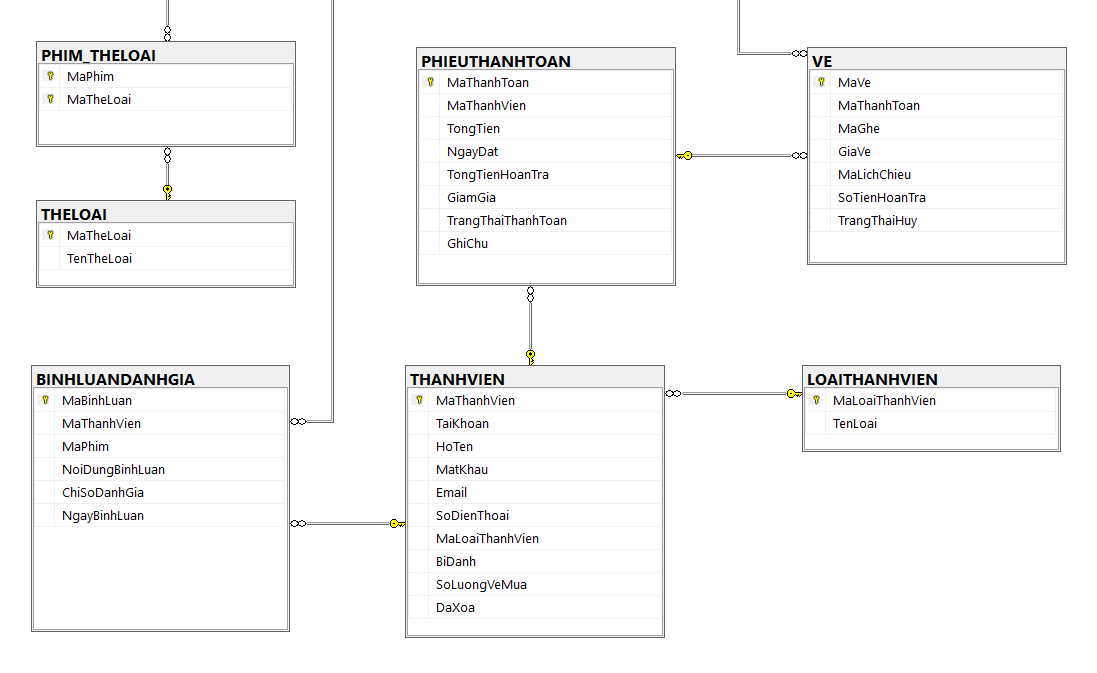 PHIM_THELOAI
MaPhim
MaTheLoai
THELOAI
MaTheLoai
TenTheLoai
PHIEUTHANHTOAN
MaThanhToan
MaThanhVien
TongTien
NgayDat
TongTienHoanTra
GiamGia
TrangThaiThanhToan
GhiChu
VE
MaVe
MaThanhToan
MaGhe
GiaVe
MaLichChieu
SoTienHoanTra
TrangThaiHuy
BINHLUANDANHGIA
MaBinhLuan
MaThanhVien
MaPhim
NoiDungBinhLuan
ChiSoDanhGia
NgayBinhLuan
THANHVIEN
MaThanhVien
TaiKhoan
HoTen
MatKhau
Email
SoDienThoai
MaLoaiThanhVien
BiDanh
SoLuongVeMua
DaXoa
LOAITHANHVIEN
MaLoaiThanhVien
TenLoai